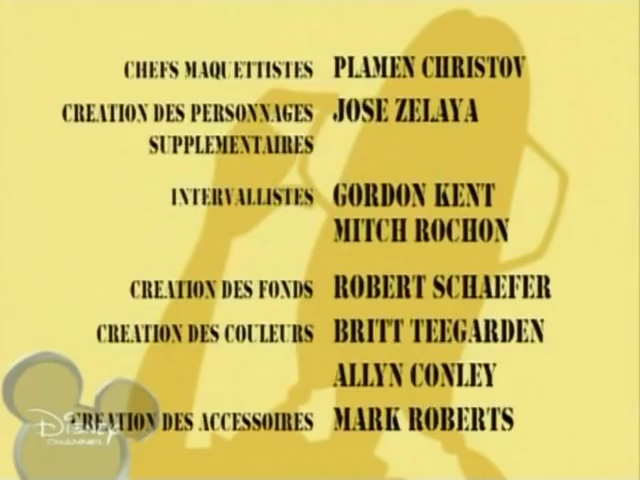 CHEFS MAQUETTISTES PLAMEN CHRISTOV
CREATION DES PERSONNAGES JOSE ZELAYA
SUPPLEMENTAIRES
INTERVALLISTES GORDON KENT
MITCH ROCHON
CREATION DES FONDS ROBERT SCHAEFER
CREATION DES COULEURS BRITT TEEGARDEN
ALLYN CONLEY
CREATION DES ACCESSOIRES MARK ROBERTS
Disney
CHANNEL